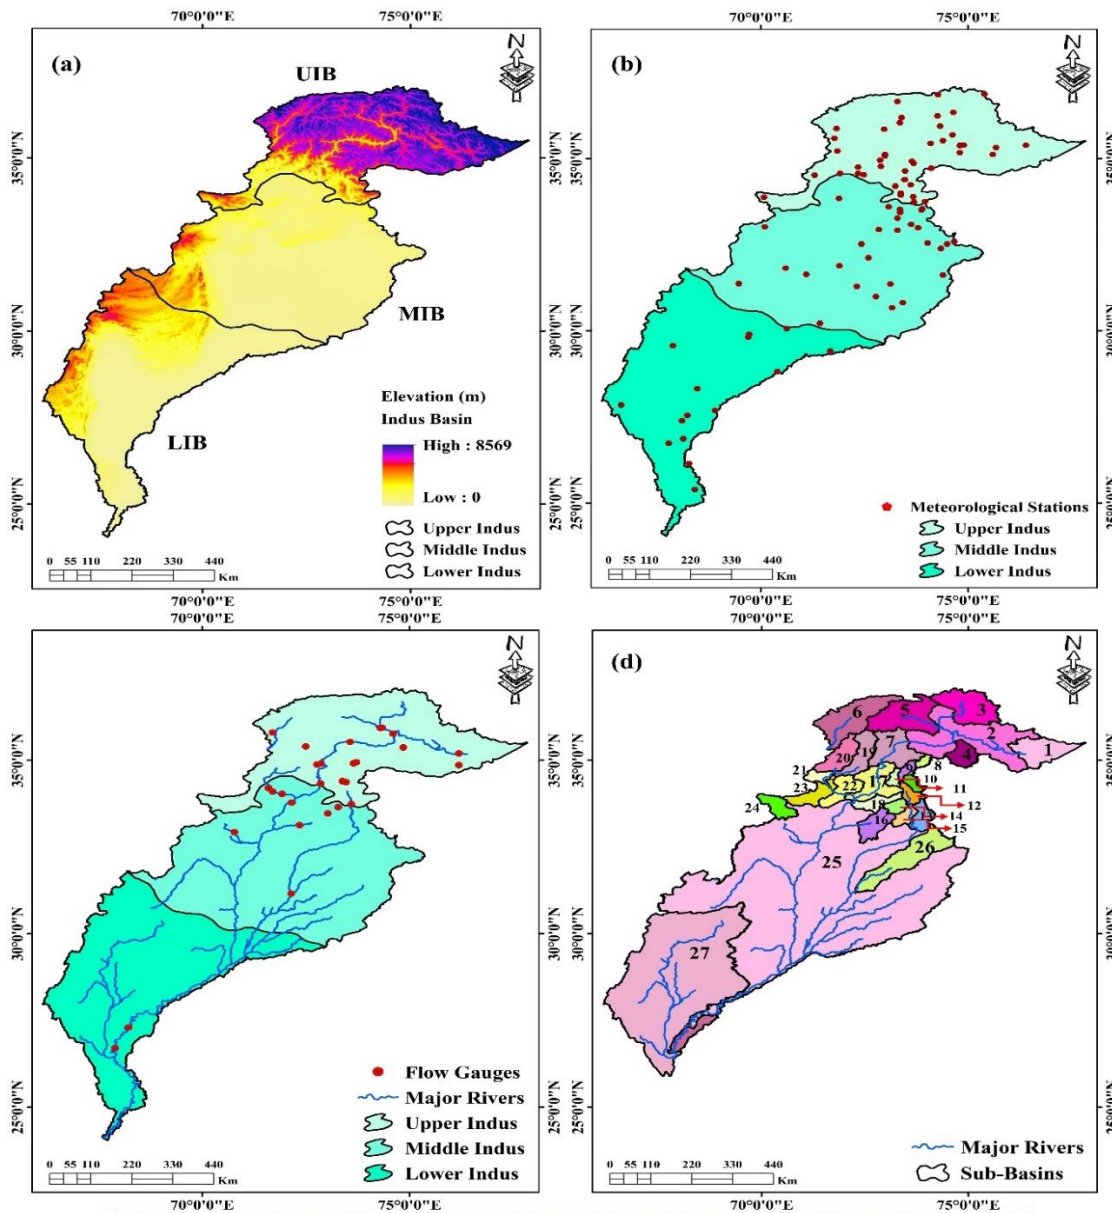 70°0'0"E 75°0'0"E
70°0'0"E 75°0'0"E
(a)
UIB
N
35°0'0"N
30°0'0"N
25°0'0"N
MIB
LIB
Elevation (m)
Indus Basin
High : 8569
Low : 0
Upper Indus
Middle Indus
Lower Indus
0 55 110 220 330 440
Km
(b)
N
35°0'0"N
30°0'0"N
25°0'0"N
Meteorological Stations
Upper Indus
Middle Indus
Lower Indus
0 55 110 220 330 440
Km
70°0'0"E 75°0'0"E
70°0'0"E 75°0'0"E
N
35°0'0"N
30°0'0"N
25°0'0"N
Flow Gauges
Major Rivers
Upper Indus
Middle Indus
Lower Indus
0 55 110 220 330 440
Km
(d)
N
35°0'0"N
30°0'0"N
25°0'0"N
6 5 3
2
1
7
19
4
20
8
21
9
17
10
11
23 22
12
24
18
14
16
15
26
25
27
Major Rivers
Sub-Basins
0 55 110 220 330 440
Km
70°0'0"E 75°0'0"E
70°0'0"E 75°0'0"E